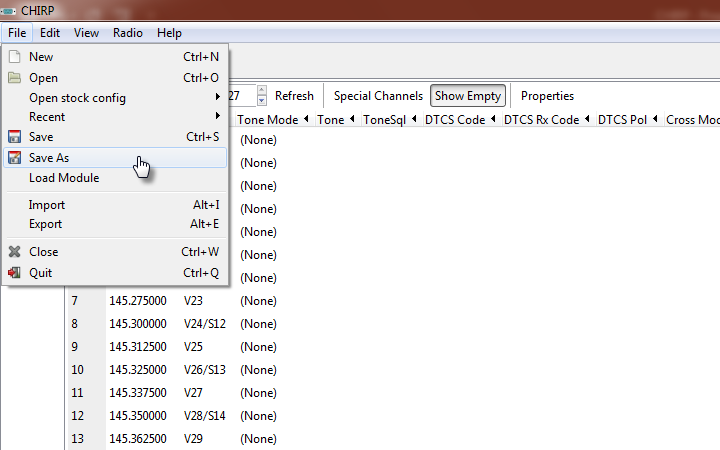 CHIRP
File Edit View Radio Help
New Ctrl+N
Open Ctrl+O
Open stock config
Recent
Save Ctrl+S
Save As
Load Module
Import Alt+I
Export Alt+E
Close Ctrl+W
Quit Ctrl+Q
27 Refresh Special Channels Show Empty Properties
Tone Mode Tone ToneSql DTCS Code DTCS Rx Code DTCS Pol Cross Mod
(None)
(None)
(None)
(None)
(None)
(None)
(None)
7 145.275000 V23 (None)
8 145.300000 V24/S12 (None)
9 145.312500 V25 (None)
10 145.325000 V26/S13 (None)
11 145.337500 V27 (None)
12 145.350000 V28/S14 (None)
13 145.362500 V29 (None)